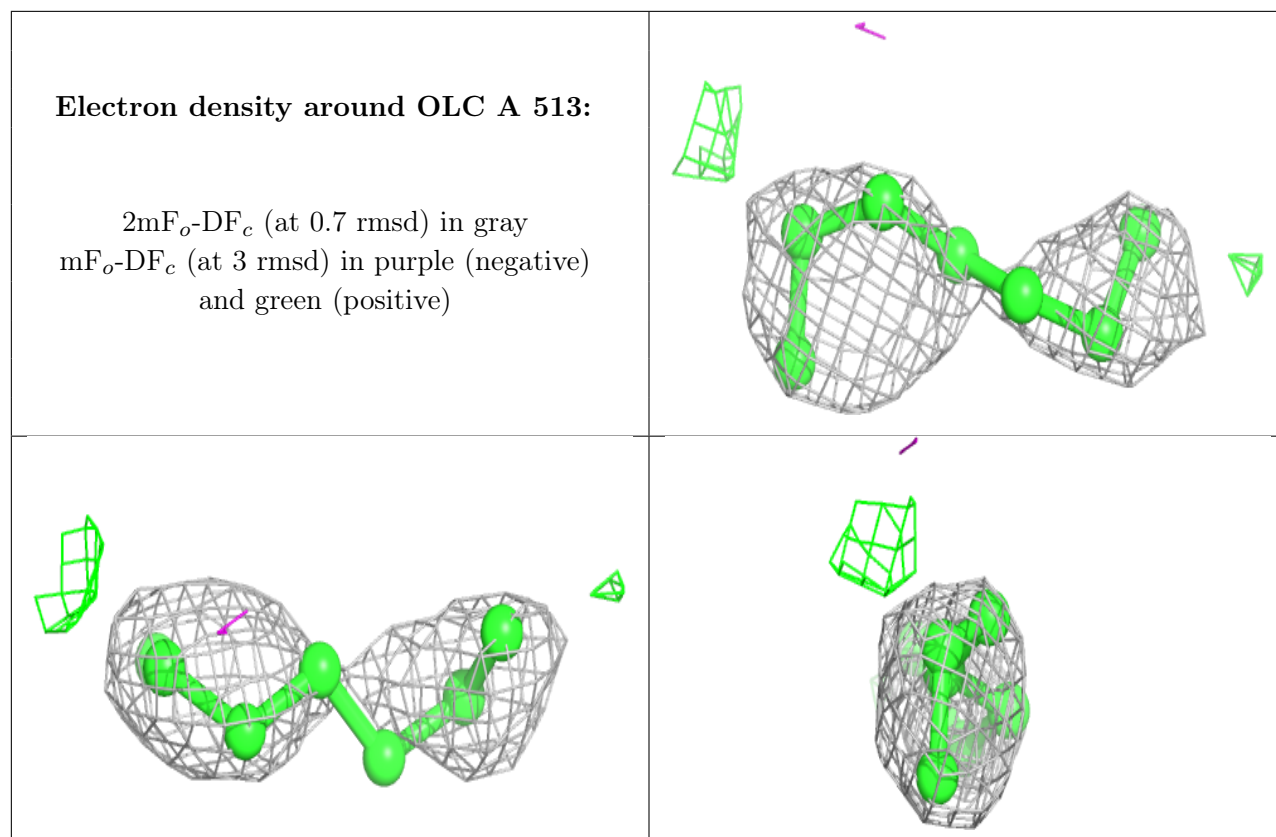 Electron density around OLC A 513:
2mFo-DFc (at 0.7 rmsd) in gray
mFo-DFc (at 3 rmsd) in purple (negative)
and green (positive)